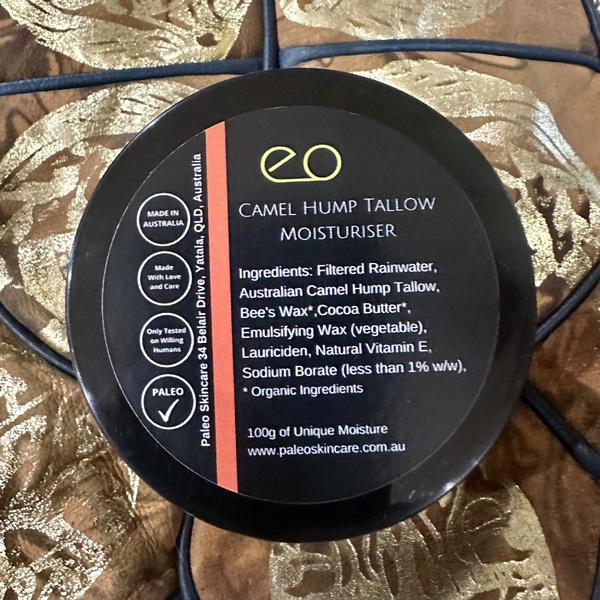 MADE IN
AUSTRALIA
Made
With Love
and Care
Only Tested
on Willing
Humans
PALEO
Paleo Skincare 34 Belair Drive, Yatala, QLD, Australia
eo
CAMEL HUMP TALLOW
MOISTURISER
Ingredients: Filtered Rainwater,
Australian Camel Hump Tallow,
Bee's Wax*,Cocoa Butter*,
Emulsifying Wax (vegetable),
Lauriciden, Natural Vitamin E,
Sodium Borate (less than 1% w/w),
* Organic Ingredients
100g of Unique Moisture
www.paleoskincare.com.au